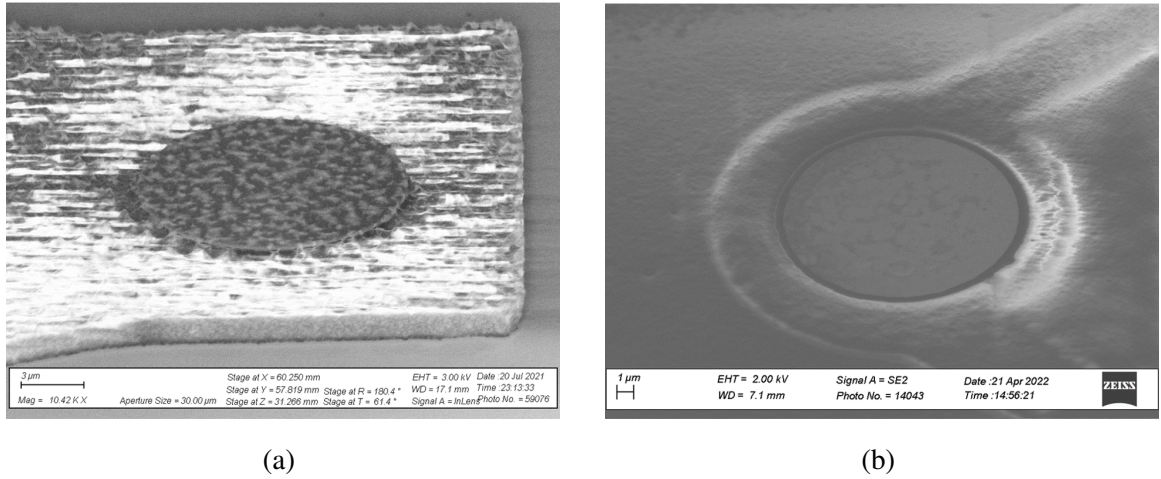 3 µm
Mag = 10.42 K X
Aperture Size = 30.00 µm
Stage at X = 60.250 mm
Stage at Y = 57.819 mm
Stage at Z = 31.266 mm
Stage at R = 180.4 °
Stage at T = 61.4 °
EHT = 3.00 kV
WD = 17.1 mm
Signal A = InLens
Date :20 Jul 2021
Time :23:13:33
Photo No. = 59076
1 µm
EHT = 2.00 kV
WD = 7.1 mm
Signal A = SE2
Photo No. = 14043
Date :21 Apr 2022
Time :14:56:21
ZEISS
(a)
(b)